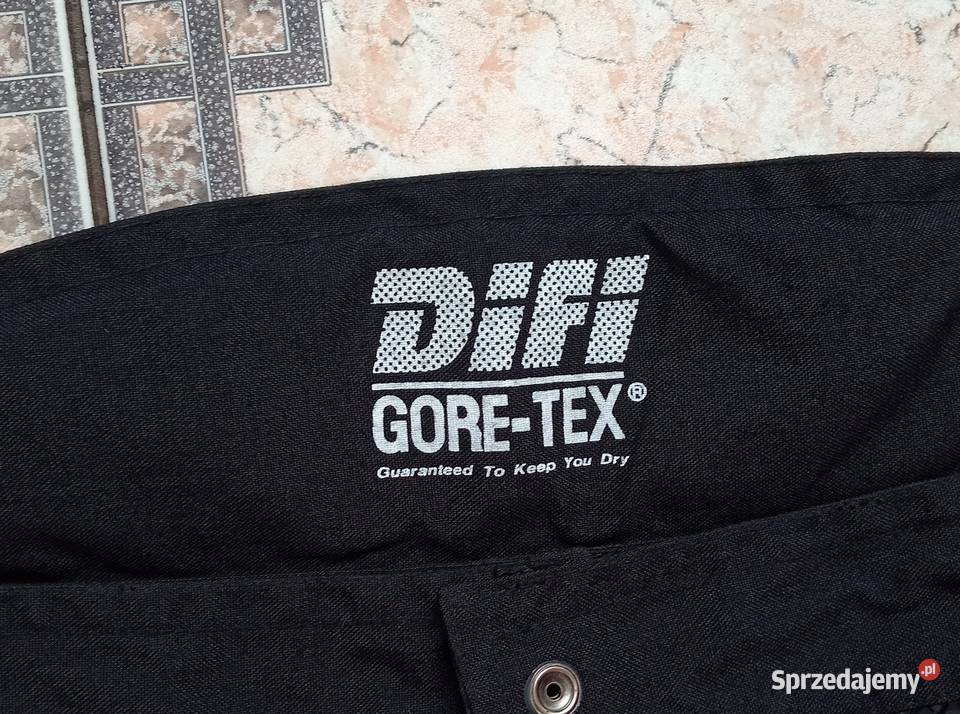 DiFi
GORE-TEX®
Guaranteed To Keep You Dry
Sprzedajemy.pl